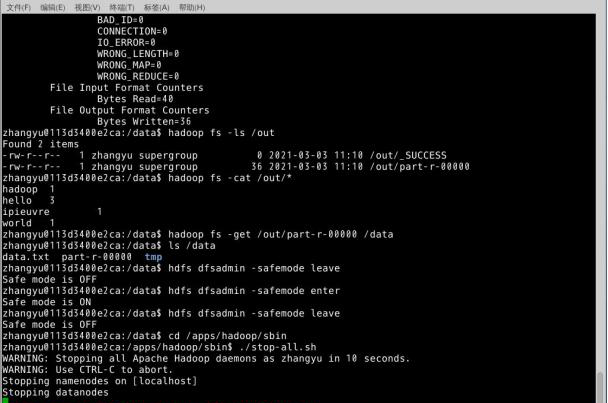 文件(F) 编辑(E) 视图(V) 终端(T) 标签(A) 帮助(H)
BAD_ID=0
CONNECTION=0
IO_ERROR=0
WRONG_LENGTH=0
WRONG_MAP=0
WRONG_REDUCE=0
File Input Format Counters
Bytes Read=40
File Output Format Counters
Bytes Written=36
zhangyu@113d3400e2ca:/data$ hadoop fs -ls /out
Found 2 items
-rw-r--r-- 1 zhangyu supergroup 0 2021-03-03 11:10 /out/_SUCCESS
-rw-r--r-- 1 zhangyu supergroup 36 2021-03-03 11:10 /out/part-r-00000
zhangyu@113d3400e2ca:/data$ hadoop fs -cat /out/*
hadoop 1
hello 3
ipieuvre 1
world 1
zhangyu@113d3400e2ca:/data$ hadoop fs -get /out/part-r-00000 /data
zhangyu@113d3400e2ca:/data$ ls /data
data.txt part-r-00000 tmp
zhangyu@113d3400e2ca:/data$ hdfs dfsadmin -safemode leave
Safe mode is OFF
zhangyu@113d3400e2ca:/data$ hdfs dfsadmin -safemode enter
Safe mode is ON
zhangyu@113d3400e2ca:/data$ hdfs dfsadmin -safemode leave
Safe mode is OFF
zhangyu@113d3400e2ca:/data$ cd /apps/hadoop/sbin
zhangyu@113d3400e2ca:/apps/hadoop/sbin$ ./stop-all.sh
WARNING: Stopping all Apache Hadoop daemons as zhangyu in 10 seconds.
WARNING: Use CTRL-C to abort.
Stopping namenodes on [localhost]
Stopping datanodes